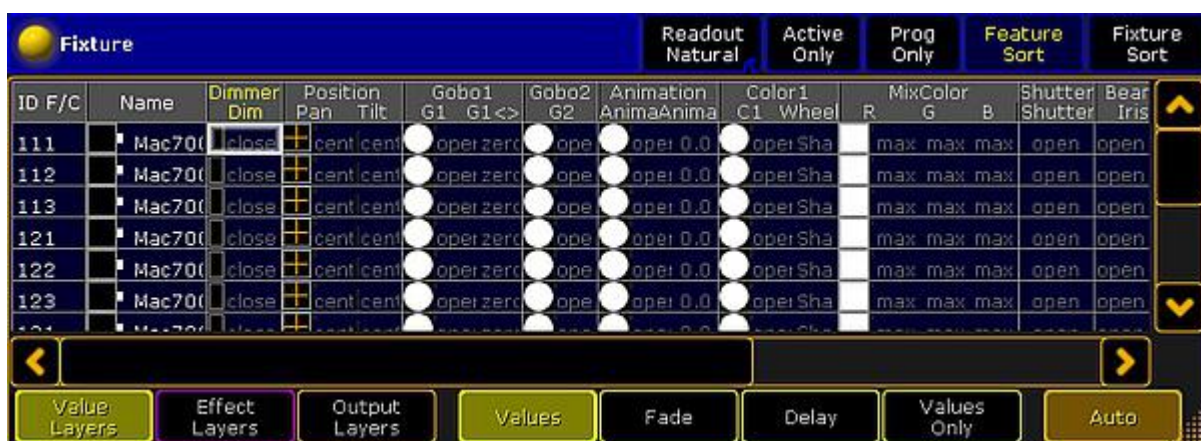 Fixture Readout Natural Active Only Prog Only Feature Sort Fixture Sort
ID F/C Name Dimmer Dim Position Pan Tilt Gobo1 G1 G1<> Gobo2 G2 Animation AnimaAnima Color1 C1 Wheel MixColor R G B Shutter Shutter Bear Iris
111 Mac70( close cent cent oper zero ope oper 0.0 oper Sha max max max open open
112 Mac70( close cent cent oper zero ope oper 0.0 oper Sha max max max open open
113 Mac70( close cent cent oper zero ope oper 0.0 oper Sha max max max open open
121 Mac70( close cent cent oper zero ope oper 0.0 oper Sha max max max open open
122 Mac70( close cent cent oper zero ope oper 0.0 oper Sha max max max open open
123 Mac70( close cent cent oper zero ope oper 0.0 oper Sha max max max open open
Value Layers Effect Layers Output Layers Values Fade Delay Values Only Auto